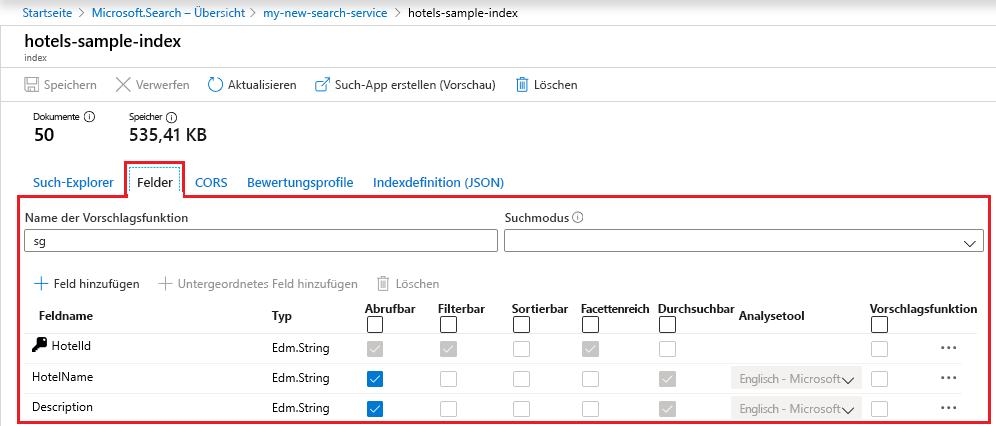 Startseite > Microsoft.Search – Übersicht > my-new-search-service > hotels-sample-index
hotels-sample-index
index
Speichern Verwerfen Aktualisieren Such-App erstellen (Vorschau) Löschen
Dokumente Speicher
50 535,41 KB
Such-Explorer Felder CORS Bewertungsprofile Indexdefinition (JSON)
Name der Vorschlagsfunktion Suchmodus
sg
Feld hinzufügen Untergeordnetes Feld hinzufügen Löschen
Feldname Typ Abrufbar Filterbar Sortierbar Facettenreich Durchsuchbar Analysetool Vorschlagsfunktion
HotelId Edm.String
HotelName Edm.String Englisch - Microsoft
Description Edm.String Englisch - Microsoft